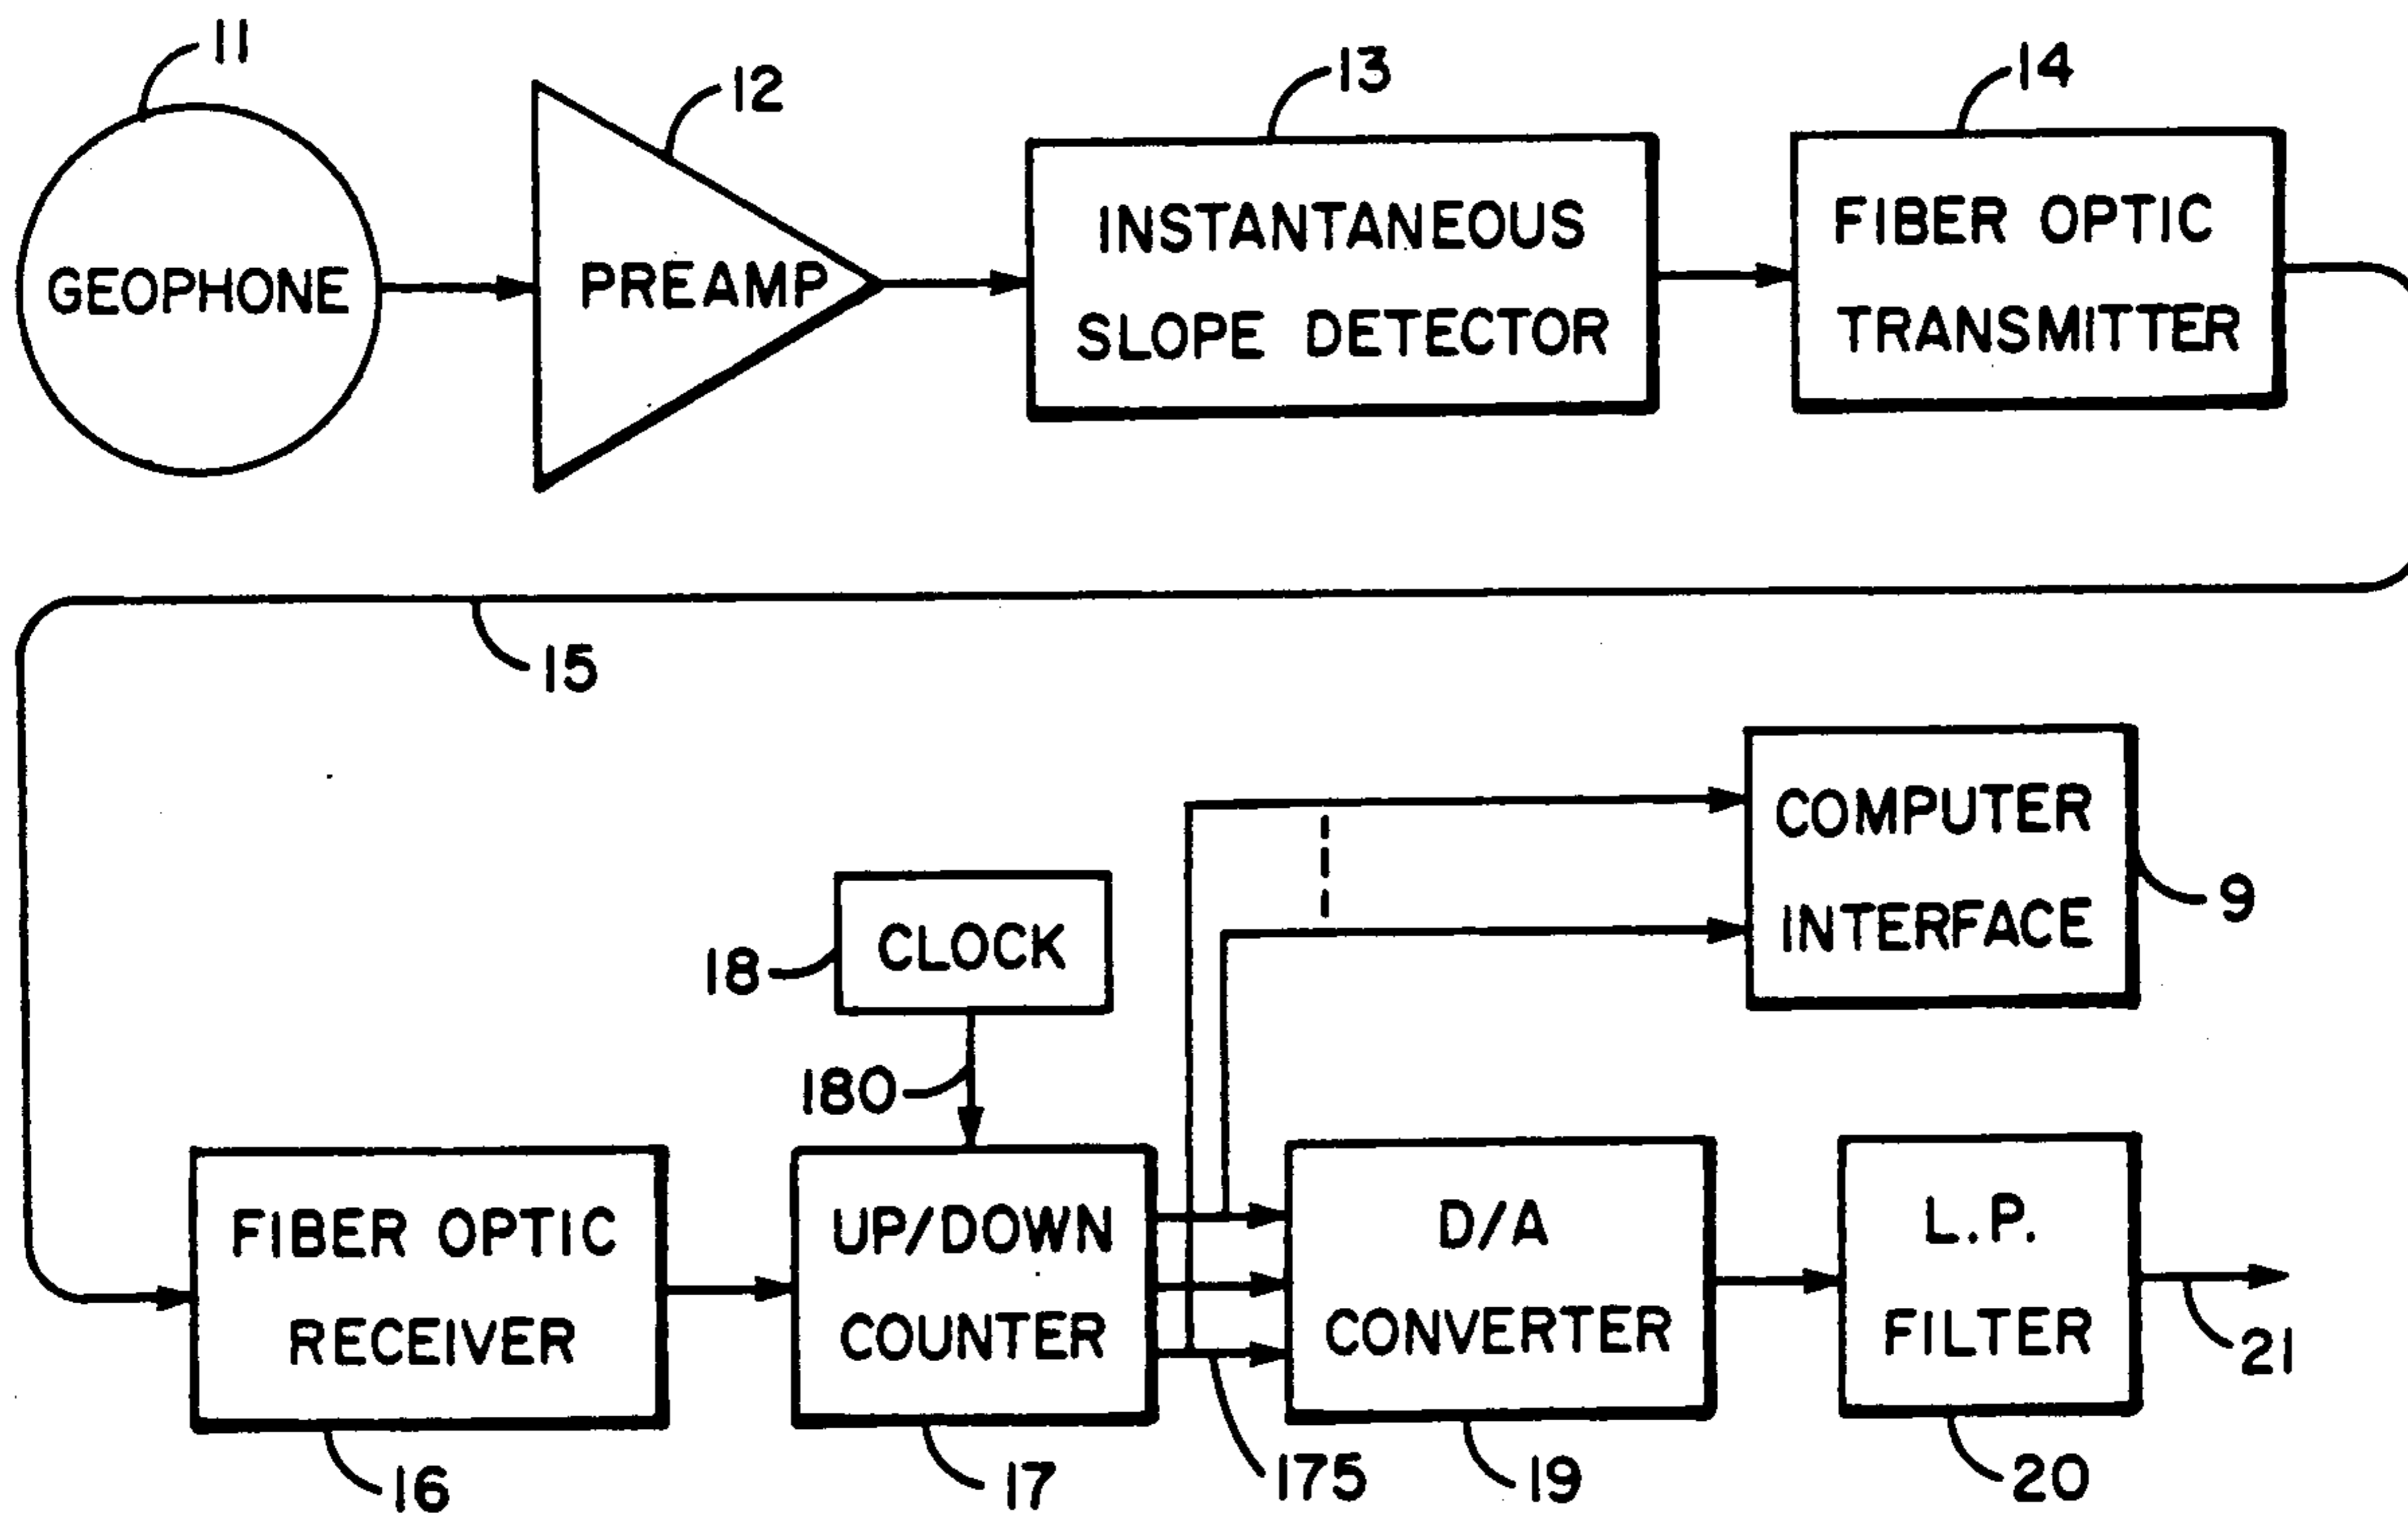 11
12
13
14
GEOPHONE
PREAMP
INSTANTANEOUS
SLOPE DETECTOR
FIBER OPTIC
TRANSMITTER
15
COMPUTER
INTERFACE
9
18
CLOCK
180
FIBER OPTIC
RECEIVER
UP/DOWN
COUNTER
D/A
CONVERTER
L.P.
FILTER
21
16
17
175
19
20